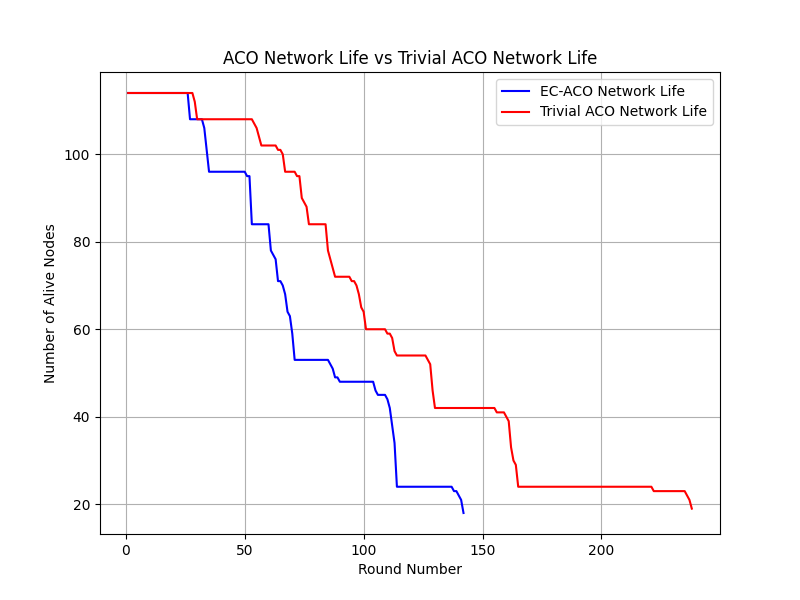 ACO Network Life vs Trivial ACO Network Life
EC-ACO Network Life
Trivial ACO Network Life
Number of Alive Nodes
100
80
60
40
20
0
50
100
150
200
Round Number